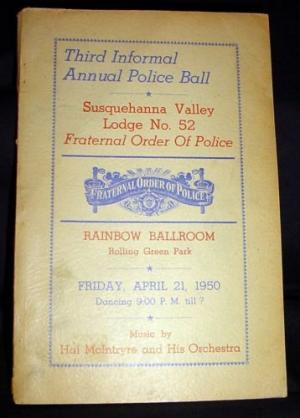 Third Informal
Annual Police Ball
Susquehanna Valley
Lodge No. 52
Fraternal Order Of Police
FRATERNAL ORDER OF POLICE
RAINBOW BALLROOM
Rolling Green Park
FRIDAY, APRIL 21, 1950
Dancing 9:00 P. M. till ?
Music by
Hal McIntyre and His Orchestra